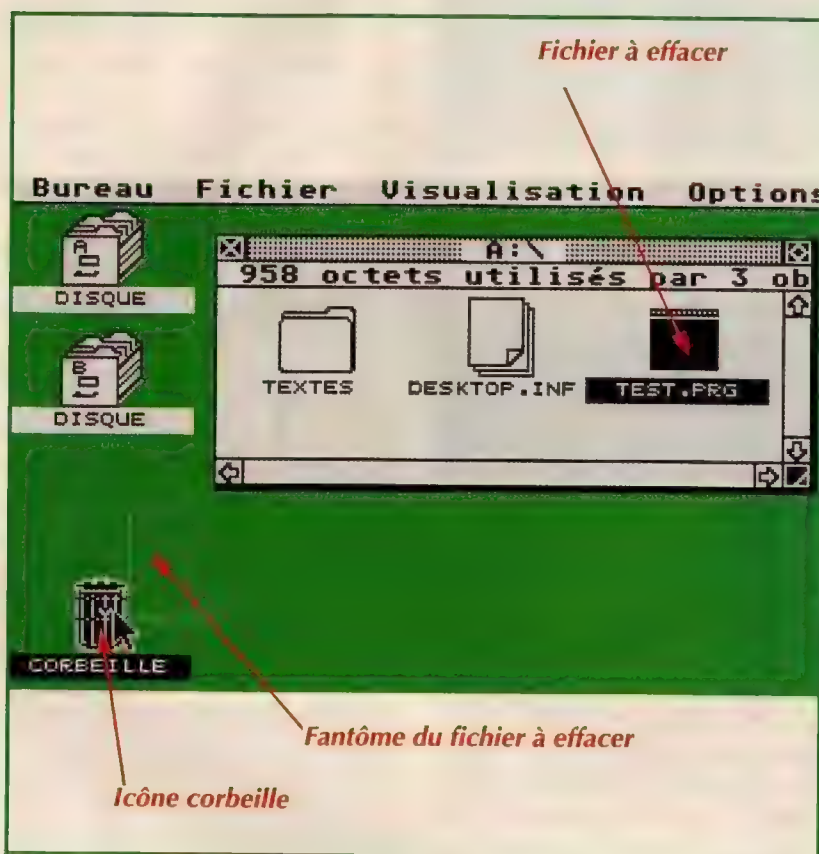 Fichier à effacer
Bureau Fichier Visualisation Options
A:\
958 octets utilisés par 3 ob
A
DISQUE
TEXTES DESKTOP.INF TEST.PRG
B
DISQUE
CORBEILLE
Fantôme du fichier à effacer
Icône corbeille